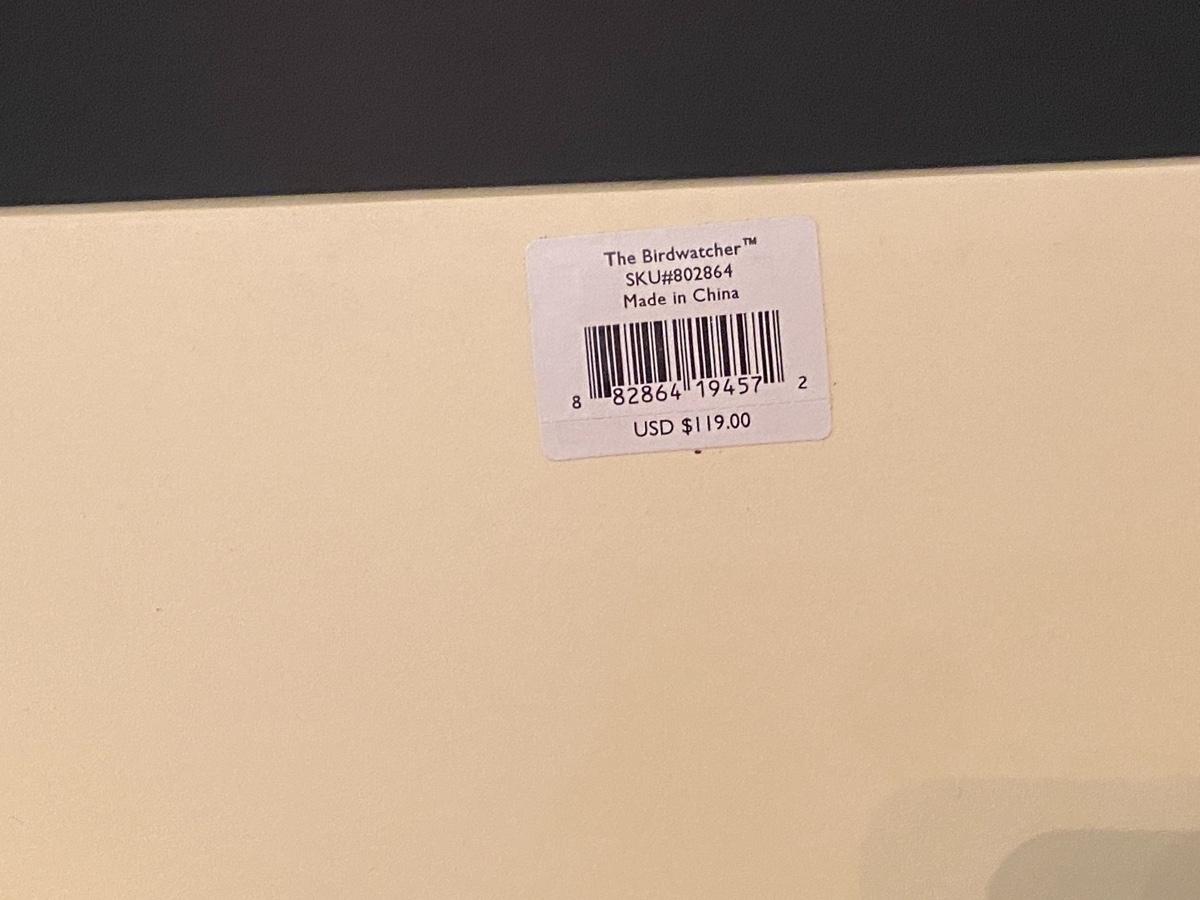 The Birdwatcher™
SKU#802864
Made in China
8 82864 19457 2
USD $119.00